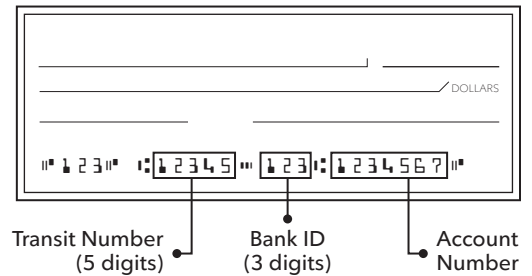 DOLLARS
⑈123⑈ ⑆12345⑉123⑆1234567⑈
Transit Number
(5 digits)
Bank ID
(3 digits)
Account
Number